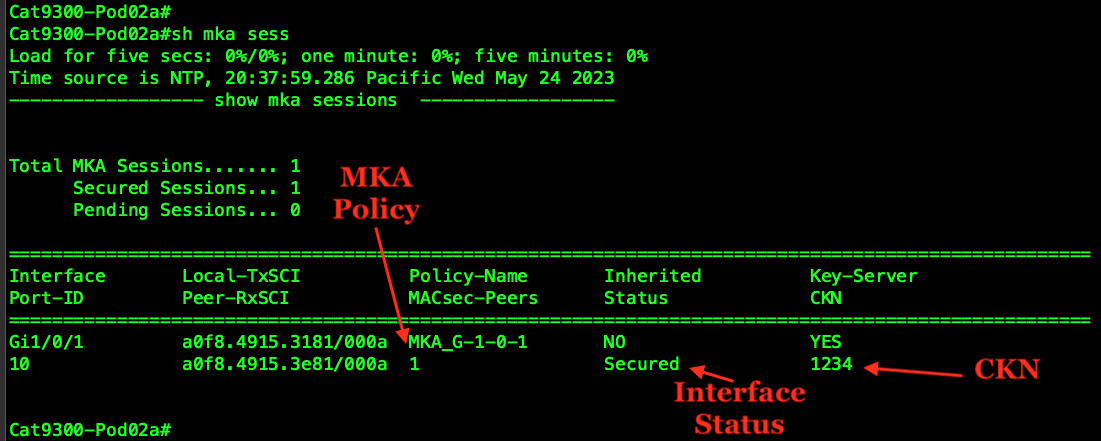 Cat9300-Pod02a#
Cat9300-Pod02a#sh mka sess
Load for five secs: 0%/0%; one minute: 0%; five minutes: 0%
Time source is NTP, 20:37:59.286 Pacific Wed May 24 2023
------------------ show mka sessions  ------------------
Total MKA Sessions....... 1
Secured Sessions... 1
Pending Sessions... 0
MKA
Policy
====================================================================================================
Interface Local-TxSCI Policy-Name Inherited Key-Server
Port-ID Peer-RxSCI MACsec-Peers Status CKN
====================================================================================================
Gi1/0/1 a0f8.4915.3181/000a MKA_G-1-0-1 NO YES
10 a0f8.4915.3e81/000a 1 Secured 1234
CKN
Interface
Status
Cat9300-Pod02a#